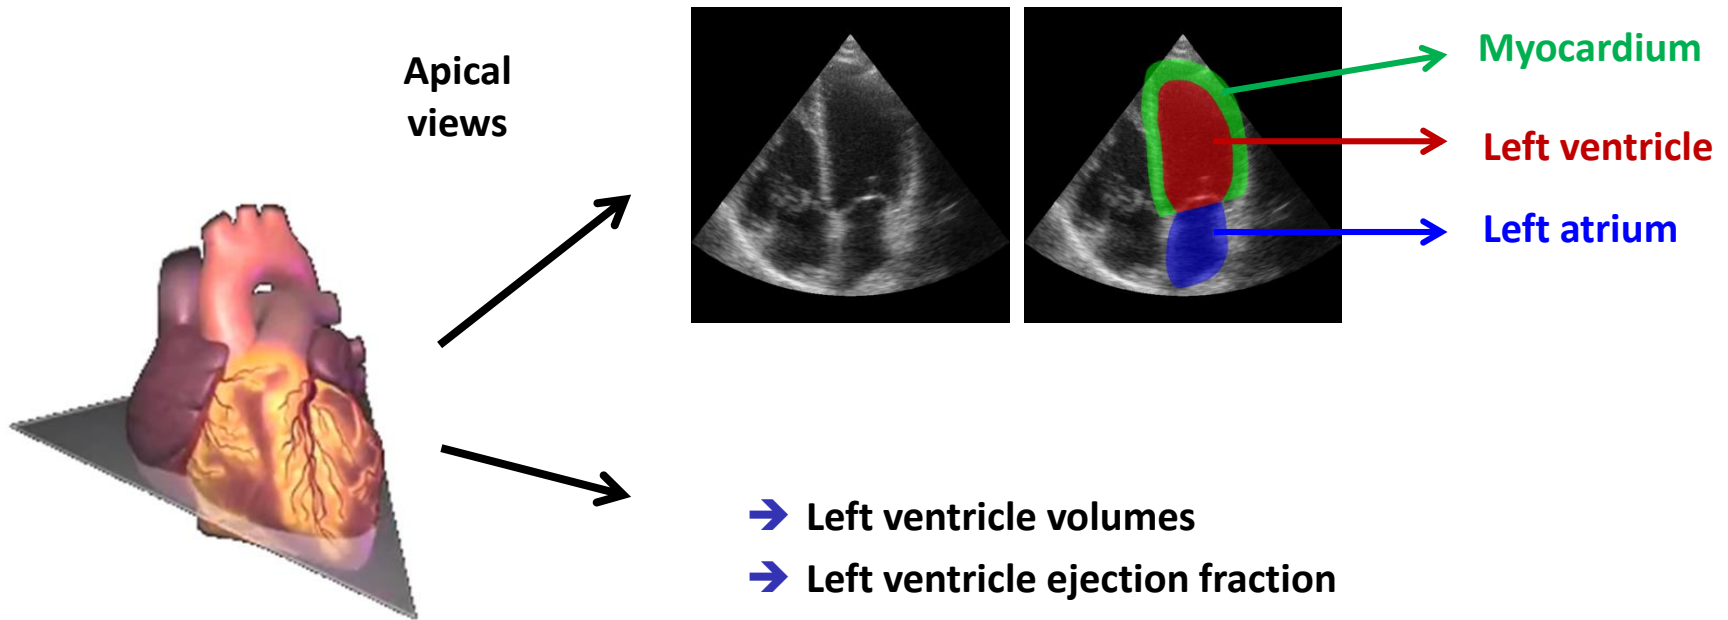 Apical
views
Myocardium
Left ventricle
Left atrium
➔ Left ventricle volumes
➔ Left ventricle ejection fraction